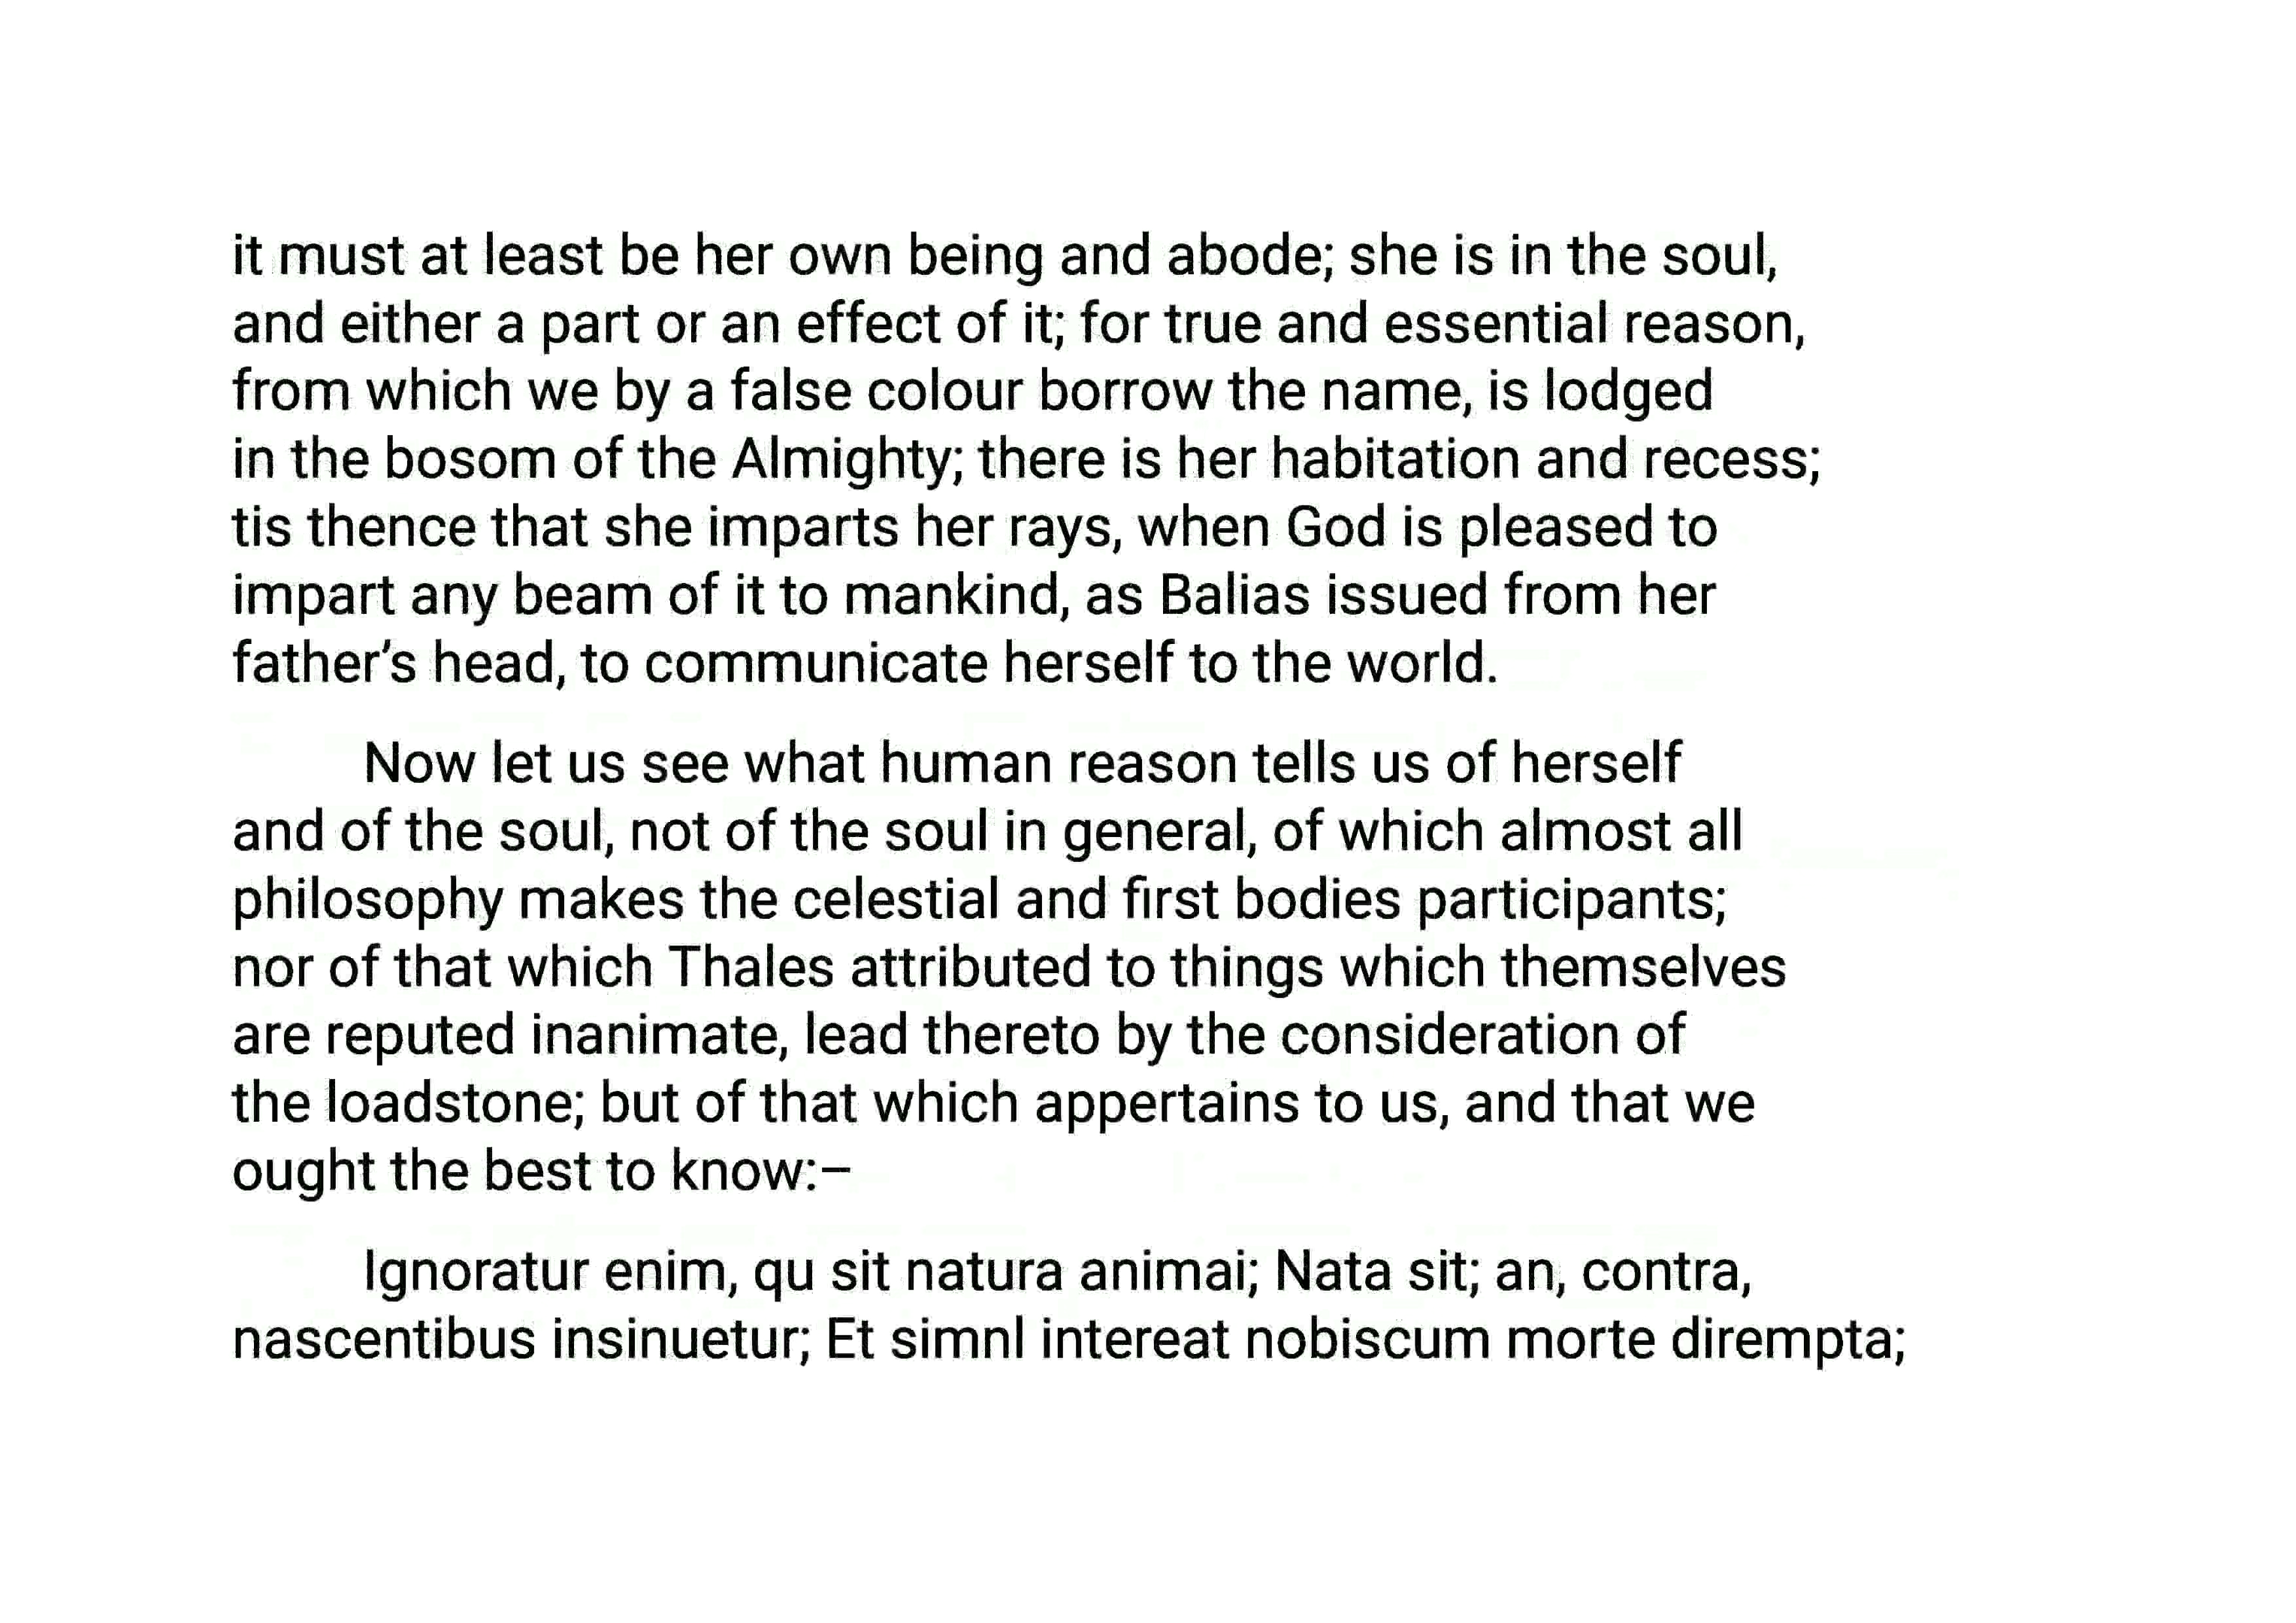 it must at least be her own being and abode; she is in the soul,
and either a part or an effect of it; for true and essential reason,
from which we by a false colour borrow the name, is lodged
in the bosom of the Almighty; there is her habitation and recess;
tis thence that she imparts her rays, when God is pleased to
impart any beam of it to mankind, as Balias issued from her
father’s head, to communicate herself to the world.
Now let us see what human reason tells us of herself
and of the soul, not of the soul in general, of which almost all
philosophy makes the celestial and first bodies participants;
nor of that which Thales attributed to things which themselves
are reputed inanimate, lead thereto by the consideration of
the loadstone; but of that which appertains to us, and that we
ought the best to know:–
Ignoratur enim, qu sit natura animai; Nata sit; an, contra,
nascentibus insinuetur; Et simnl intereat nobiscum morte dirempta;